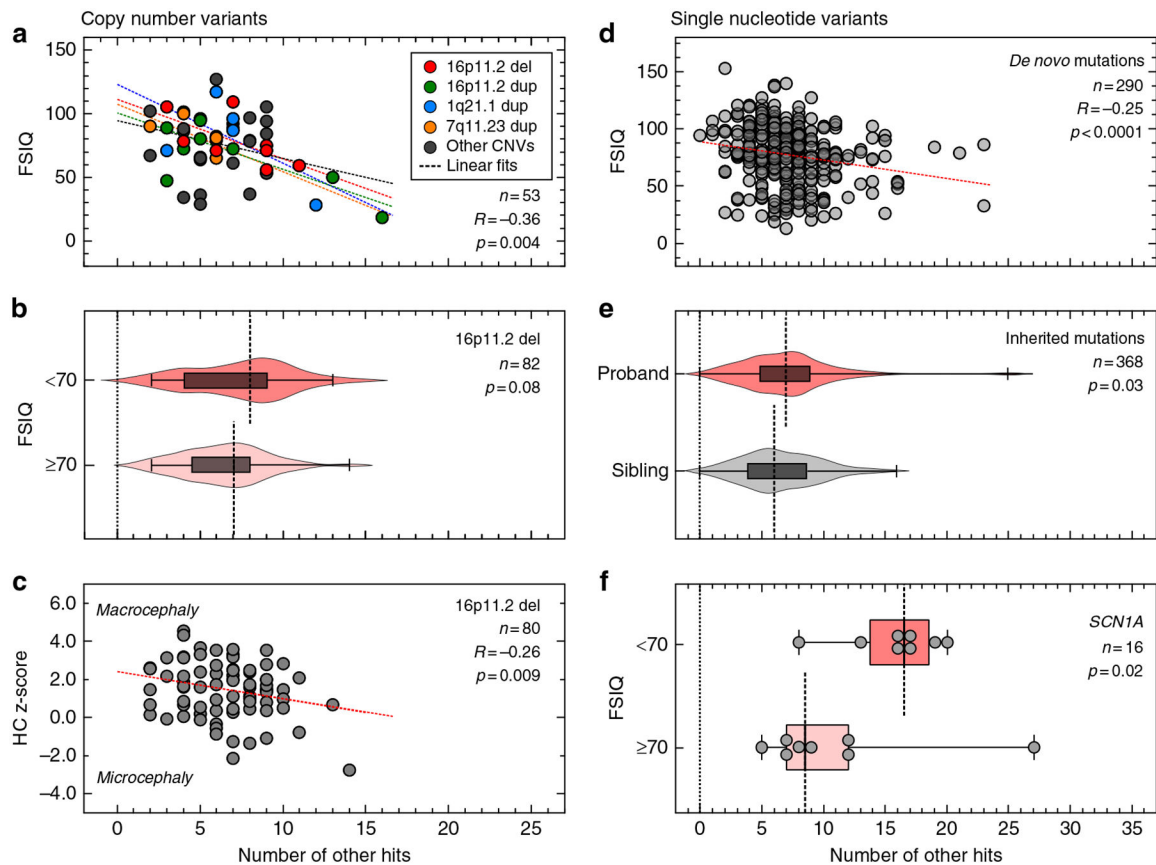 Copy number variants
a
FSIQ
150
100
50
0
16p11.2 del
16p11.2 dup
1q21.1 dup
7q11.23 dup
Other CNVs
Linear fits
n=53
R=−0.36
p=0.004
b
FSIQ
<70
≥70
16p11.2 del
n=82
p=0.08
c
HC z-score
6.0
4.0
2.0
0.0
−2.0
−4.0
Macrocephaly
Microcephaly
16p11.2 del
n=80
R=−0.26
p=0.009
0 5 10 15 20 25
Number of other hits
Single nucleotide variants
d
FSIQ
150
100
50
0
De novo mutations
n=290
R=−0.25
p<0.0001
e
Proband
Sibling
Inherited mutations
n=368
p=0.03
f
FSIQ
<70
≥70
SCN1A
n=16
p=0.02
0 5 10 15 20 25 30 35
Number of other hits